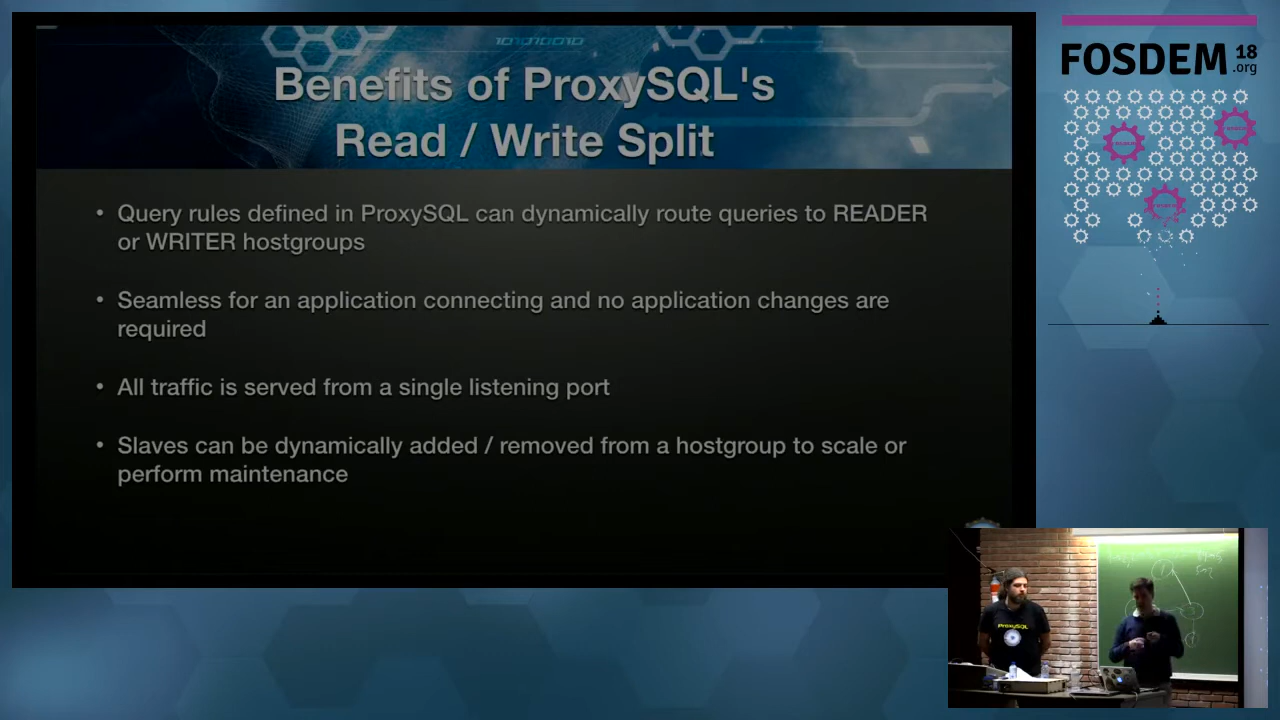 Benefits of ProxySQL's
Read / Write Split
• Query rules defined in ProxySQL can dynamically route queries to READER
or WRITER hostgroups
• Seamless for an application connecting and no application changes are
required
• All traffic is served from a single listening port
• Slaves can be dynamically added / removed from a hostgroup to scale or
perform maintenance
FOSDEM 18
.org
ProxySQL